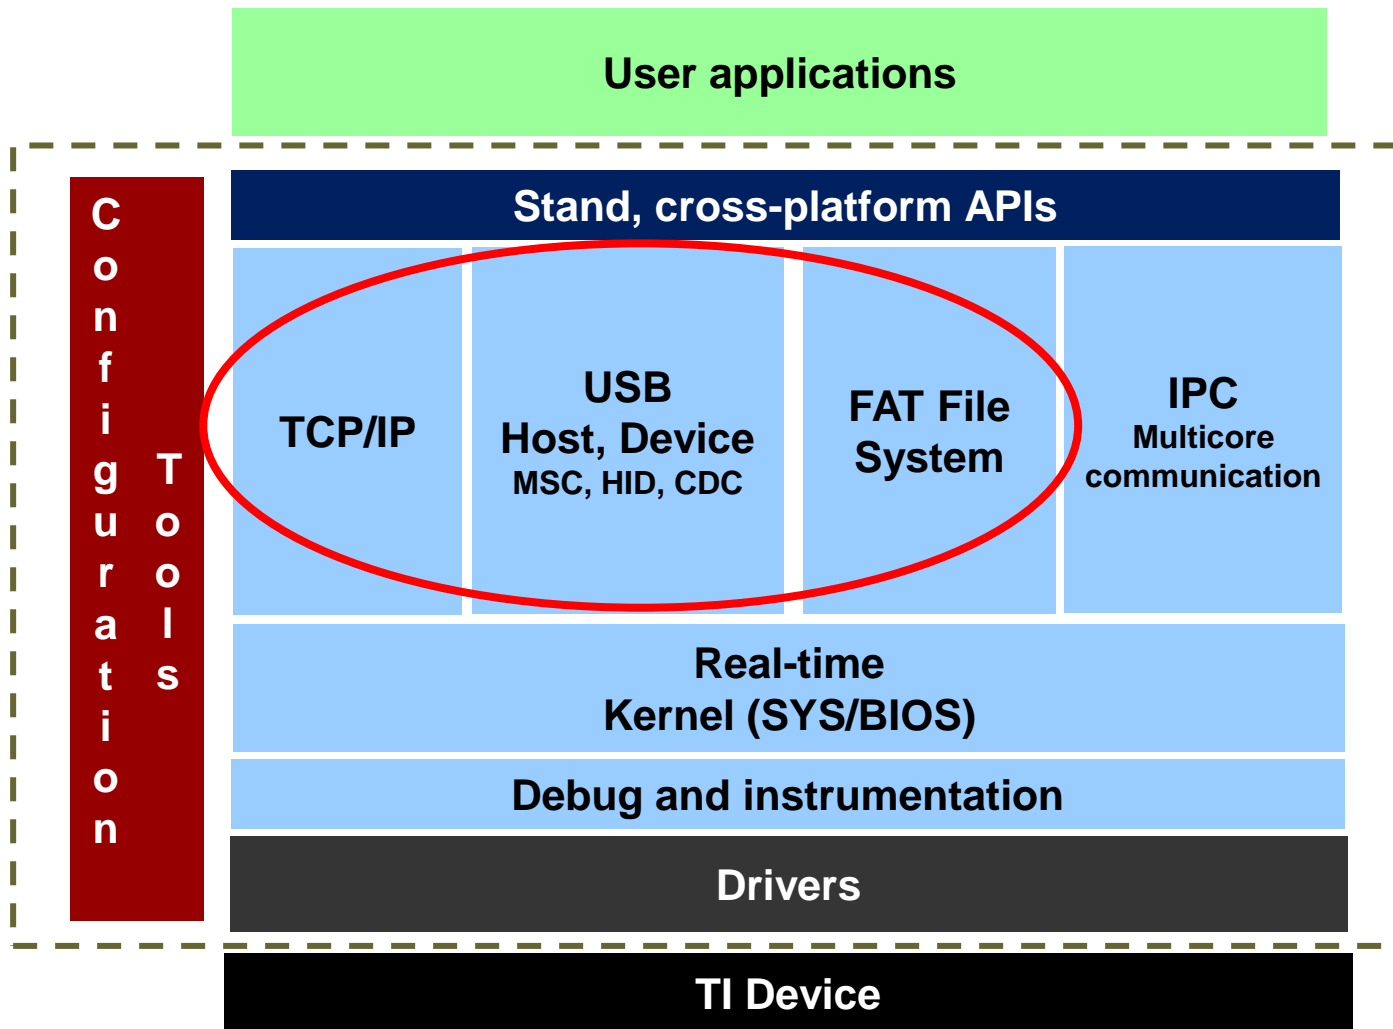 User applications
Configuration
Tools
Stand, cross-platform APIs
TCP/IP
USB
Host, Device
MSC, HID, CDC
FAT File
System
IPC
Multicore
communication
Real-time
Kernel (SYS/BIOS)
Debug and instrumentation
Drivers
TI Device